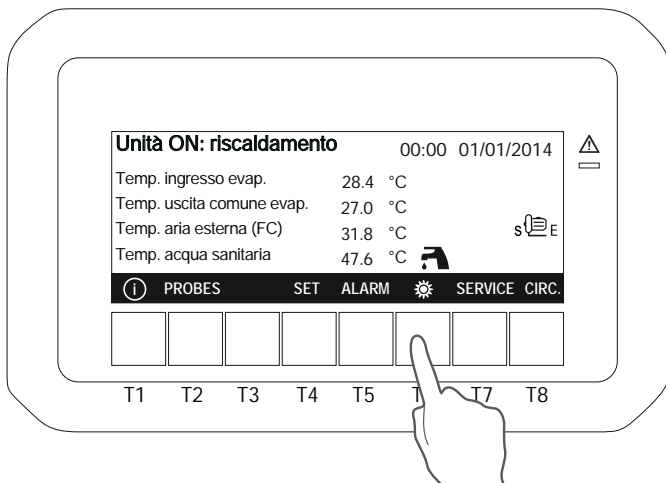 Unità ON: riscaldamento 00:00 01/01/2014
Temp. ingresso evap. 28.4 °C
Temp. uscita comune evap. 27.0 °C
Temp. aria esterna (FC) 31.8 °C
S E
Temp. acqua sanitaria 47.6 °C
i PROBES SET ALARM SERVICE CIRC.
T1 T2 T3 T4 T5 T T7 T8